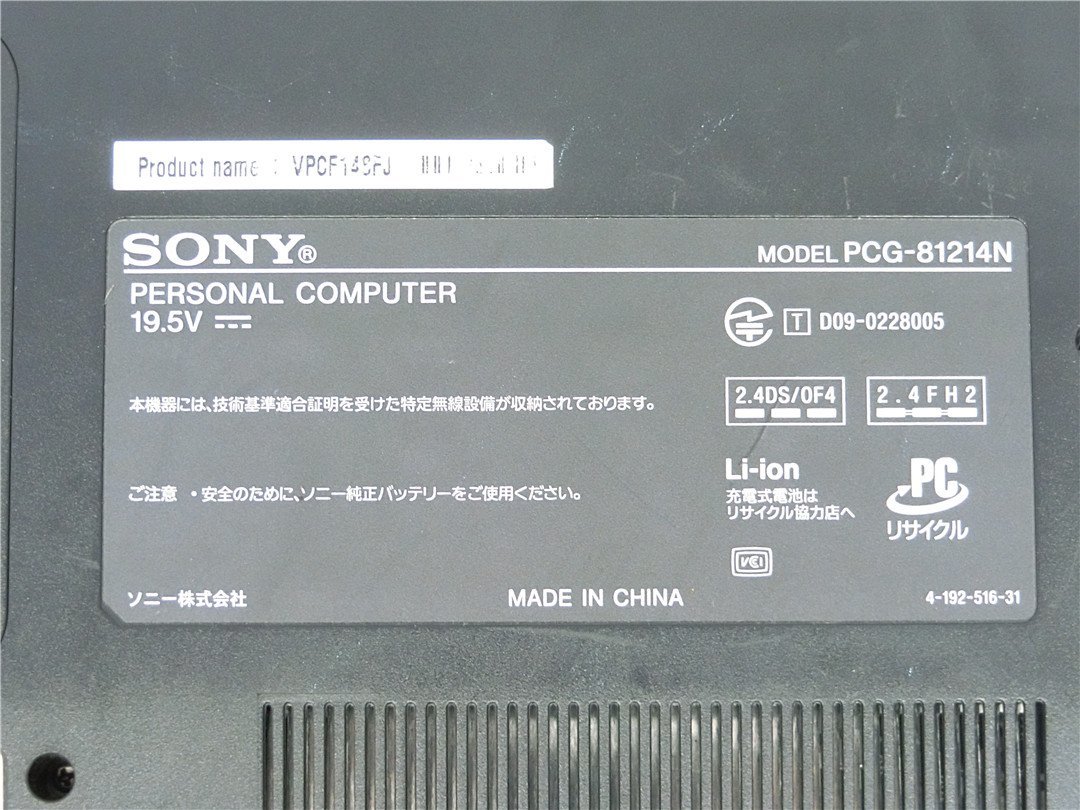 Product name : VPCF149FJ
SONY®
MODEL PCG-81214N
PERSONAL COMPUTER
19.5V
T D09-0228005
本機器には、技術基準適合証明を受けた特定無線設備が収納されております。
2.4DS/OF4
2.4FH2
ご注意 ・安全のために、ソニー純正バッテリーをご使用ください。
Li-ion
充電式電池は
リサイクル協力店へ
PC
リサイクル
VCI
ソニー株式会社
MADE IN CHINA
4-192-516-31